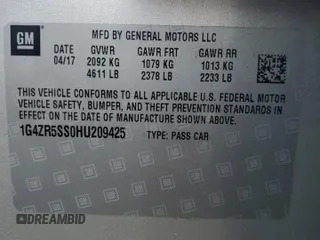 GM
MFD BY GENERAL MOTORS LLC
DATE GVWR GAWR FRT GAWR RR
04/17 2092 KG 1079 KG 1013 KG
4611 LB 2378 LB 2233 LB
THIS VEHICLE CONFORMS TO ALL APPLICABLE U.S. FEDERAL MOTOR
VEHICLE SAFETY, BUMPER, AND THEFT PREVENTION STANDARDS IN
EFFECT ON THE DATE OF MANUFACTURE SHOWN ABOVE.
1G4ZR5SS0HU209425 TYPE: PASS CAR
DREAMBID